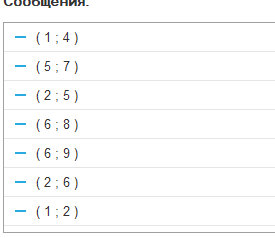 Сообщения:
( 1 ; 4 )
( 5 ; 7 )
( 2 ; 5 )
( 6 ; 8 )
( 6 ; 9 )
( 2 ; 6 )
( 1 ; 2 )